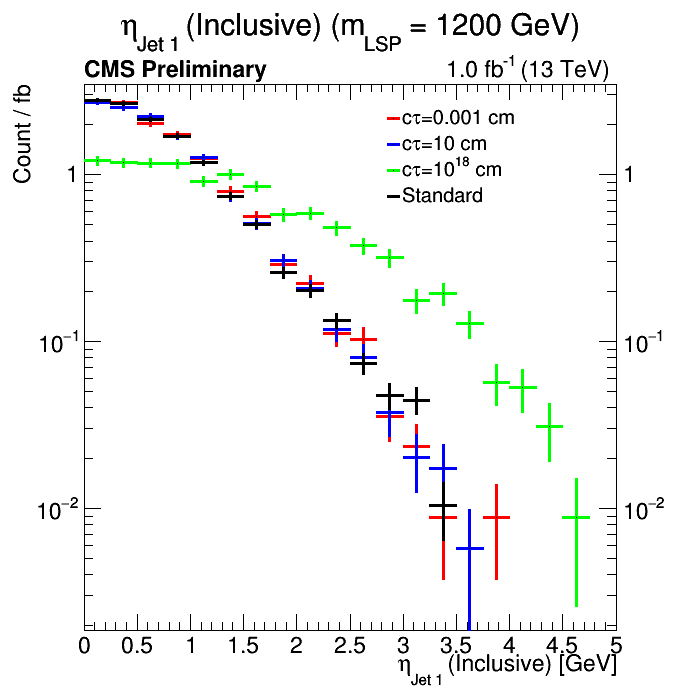 η_Jet 1 (Inclusive) (m_LSP = 1200 GeV)
CMS Preliminary 1.0 fb⁻¹ (13 TeV)
Count / fb
cτ=0.001 cm
cτ=10 cm
cτ=10¹⁸ cm
Standard
1 1
10⁻¹ 10⁻¹
10⁻² 10⁻²
0 0.5 1 1.5 2 2.5 3 3.5 4 4.5 5
η_Jet 1 (Inclusive) [GeV]